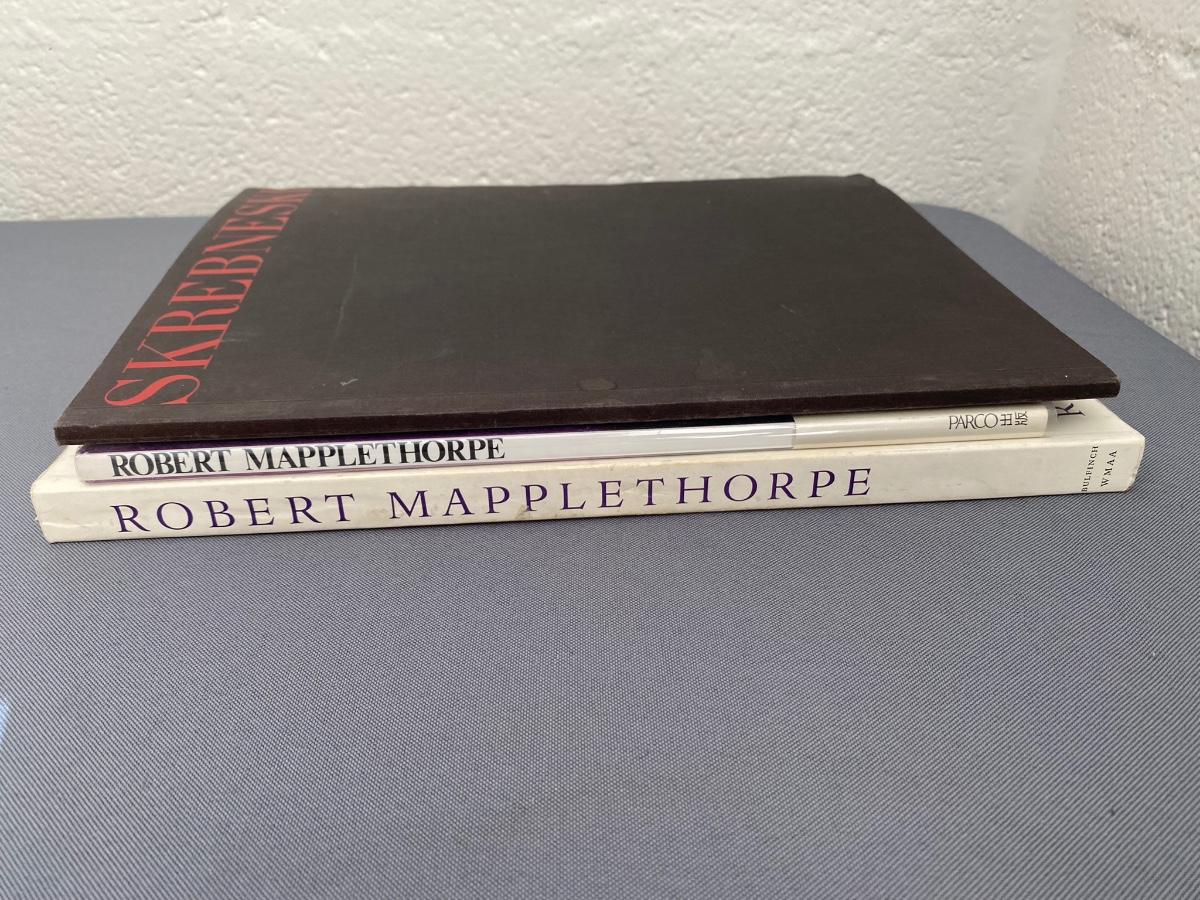 SKREBNESKI
ROBERT MAPPLETHORPE
PARCO出版
ROBERT MAPPLETHORPE
BULFINCH
WMAA